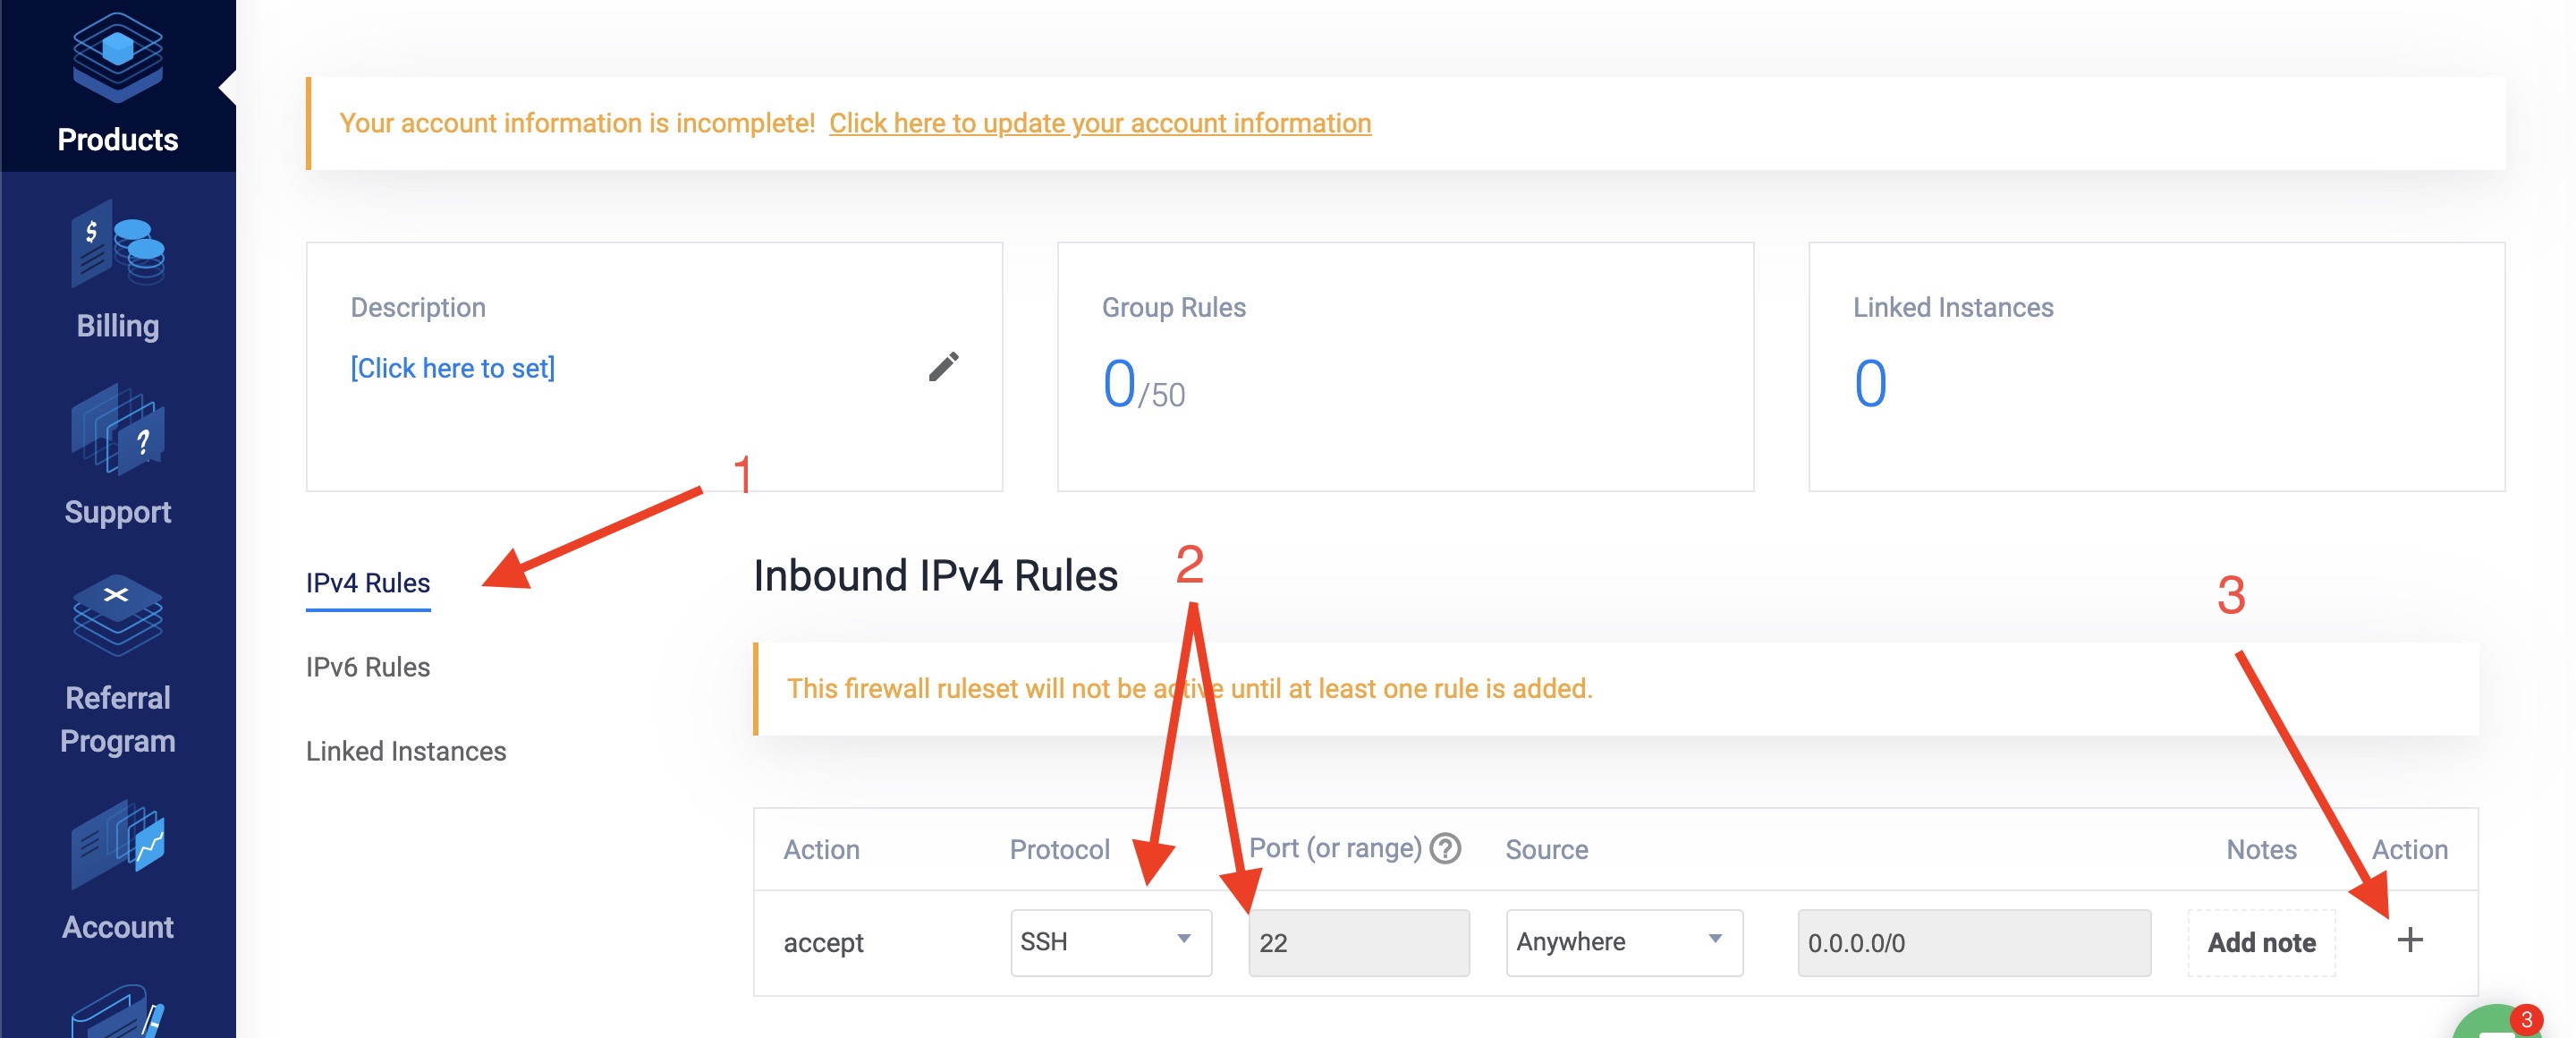 Products
Billing
Support
Referral
Program
Account
Your account information is incomplete! Click here to update your account information
Description
[Click here to set]
Group Rules
0/50
Linked Instances
0
1
IPv4 Rules
IPv6 Rules
Linked Instances
Inbound IPv4 Rules
2
3
This firewall ruleset will not be active until at least one rule is added.
Action Protocol Port (or range) ? Source Notes Action
accept SSH 22 Anywhere 0.0.0.0/0 Add note +
3